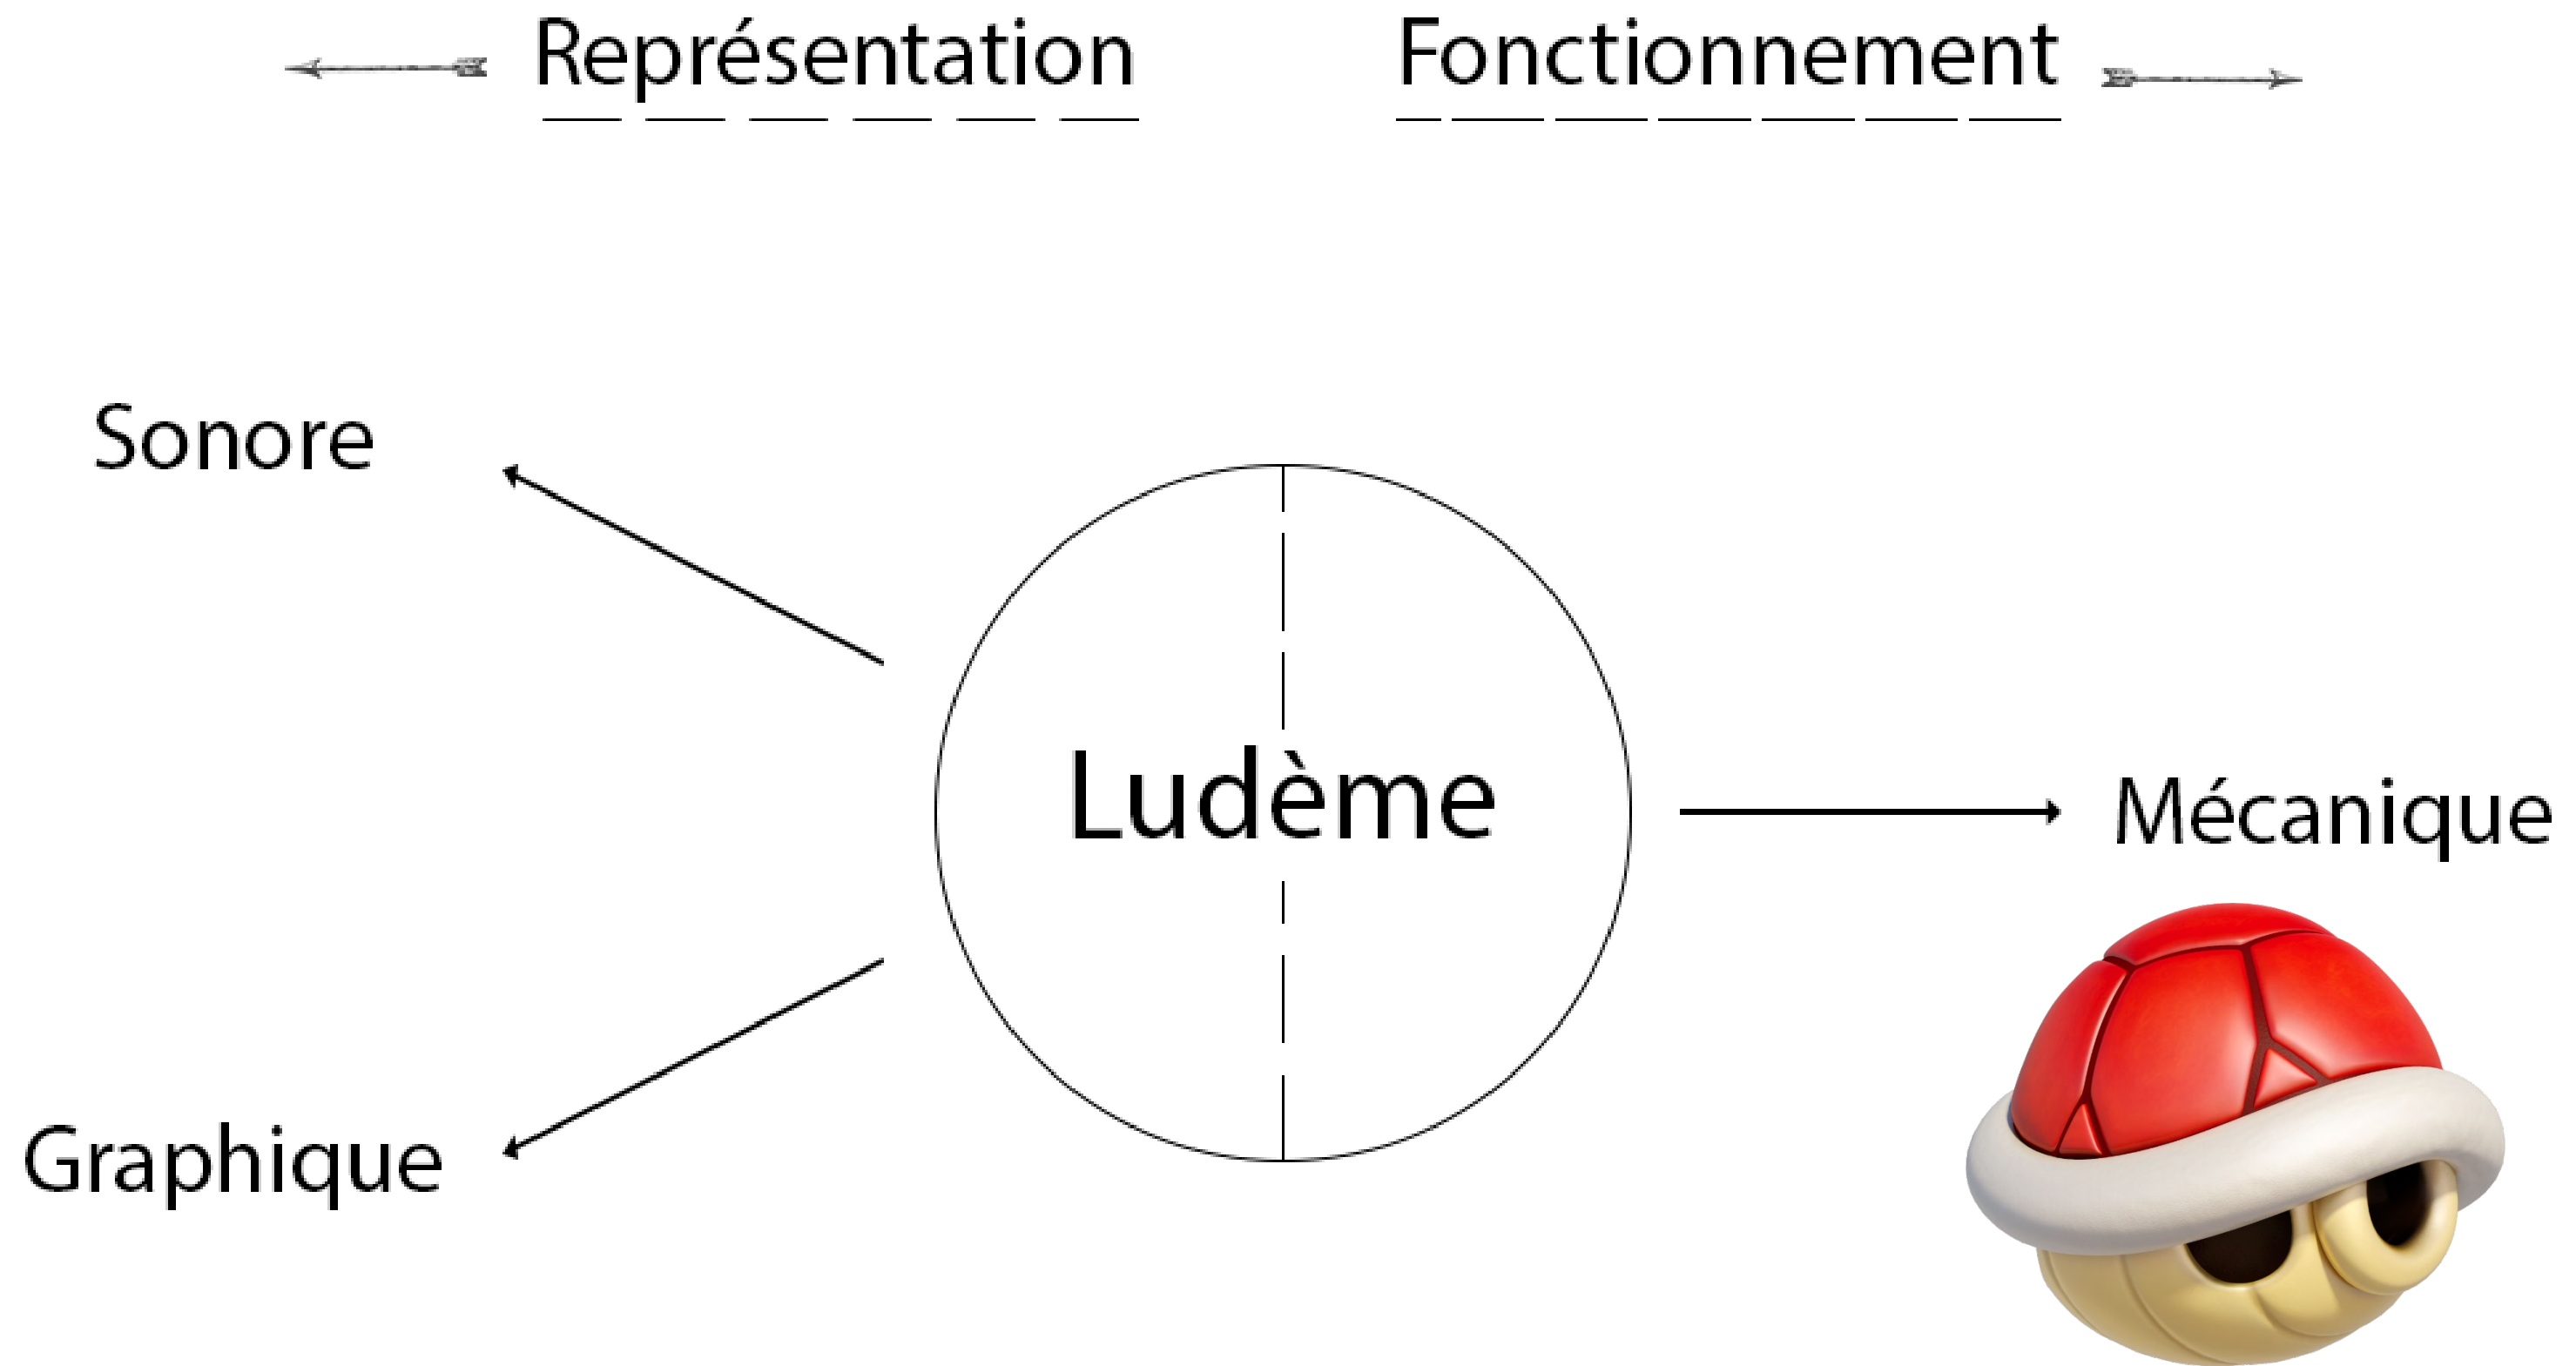 Représentation
Fonctionnement
Sonore
Ludème
Mécanique
Graphique